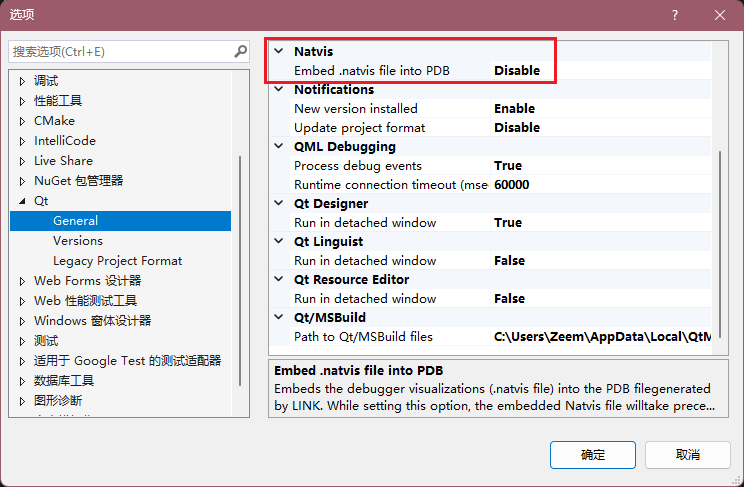 选项
?
搜索选项(Ctrl+E)
调试
性能工具
CMake
IntelliCode
Live Share
NuGet 包管理器
Qt
General
Versions
Legacy Project Format
Web Forms 设计器
Web 性能测试工具
Windows 窗体设计器
测试
适用于 Google Test 的测试适配器
数据库工具
图形诊断
Natvis
Embed .natvis file into PDB Disable
Notifications
New version installed Enable
Update project format Disable
QML Debugging
Process debug events True
Runtime connection timeout (msec 60000
Qt Designer
Run in detached window True
Qt Linguist
Run in detached window False
Qt Resource Editor
Run in detached window False
Qt/MSBuild
Path to Qt/MSBuild files C:\Users\Zeem\AppData\Local\QtM
Embed .natvis file into PDB
Embeds the debugger visualizations (.natvis file) into the PDB filegenerated
by LINK. While setting this option, the embedded Natvis file willtake prece...
确定
取消